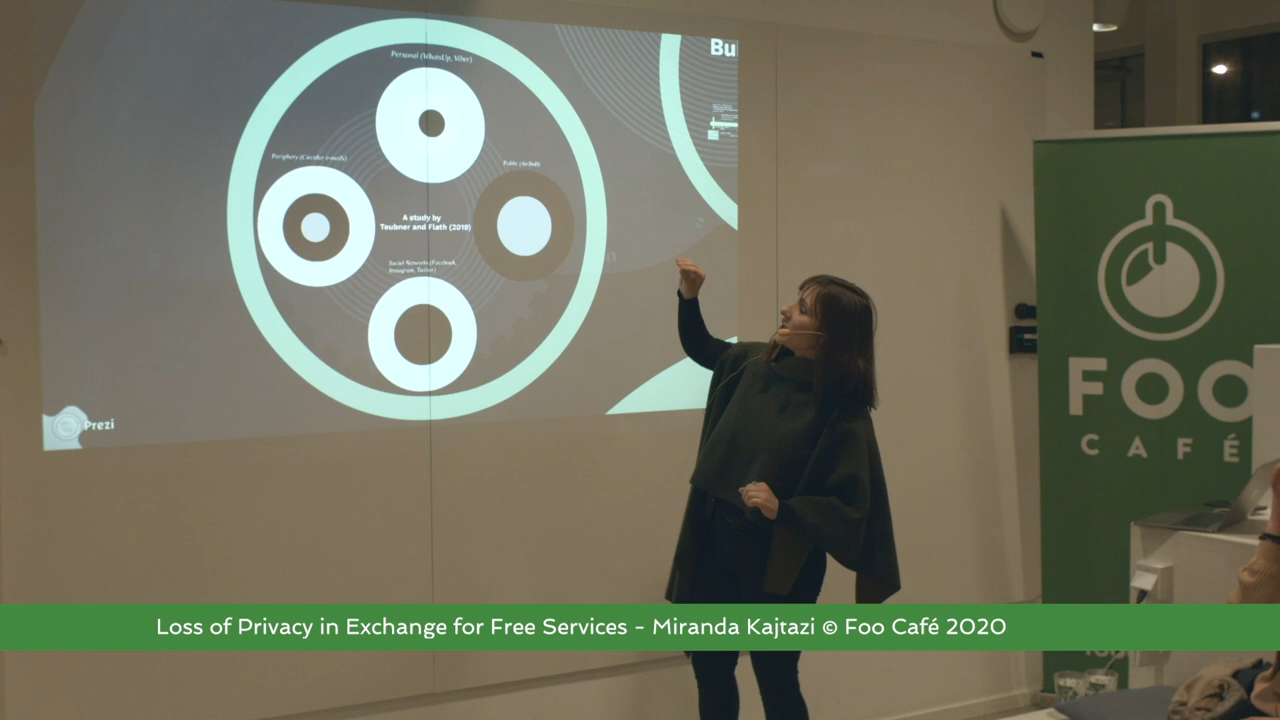 Personal (WhatsUp, Viber)
Bu
Periphery (Circular e-mails)
Public (AirBnB)
A study by
Teubner and Flath (2019)
Social Networks (Facebook,
Instagram, Twitter)
Prezi
FOO
CAFÉ
Loss of Privacy in Exchange for Free Services - Miranda Kajtazi © Foo Café 2020